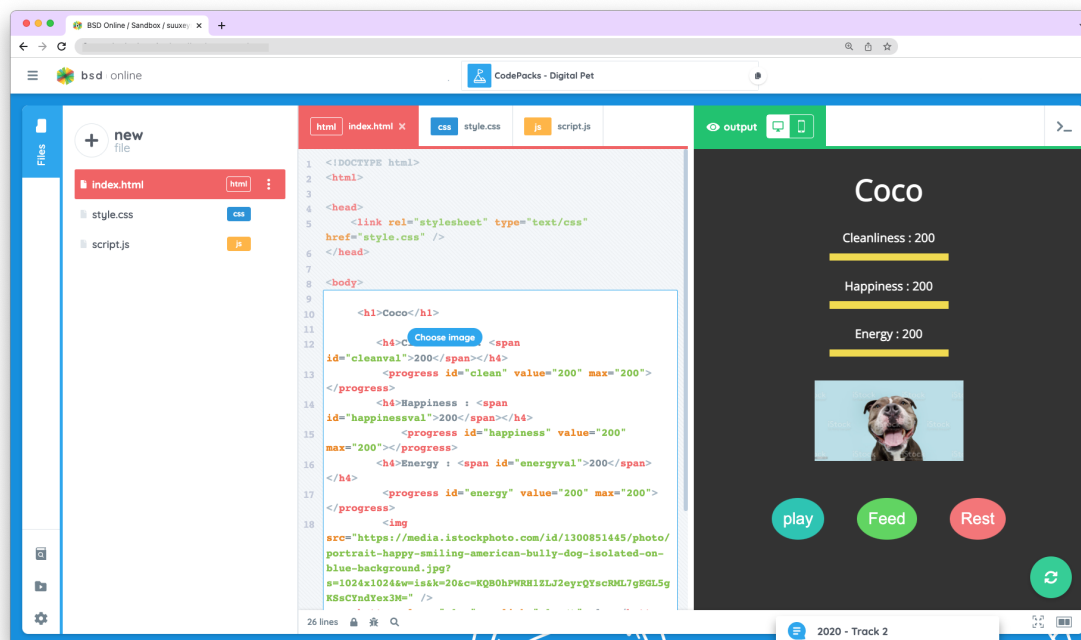 BSD Online / Sandbox / suuxey
bsd online
CodePacks - Digital Pet
Files
new
file
index.html html
style.css css
script.js js
html index.html
css style.css
js script.js
1 <!DOCTYPE html>
2 <html>
3
4 <head>
5 <link rel="stylesheet" type="text/css"
href="style.css" />
6 </head>
7
8 <body>
9
10 <h1>Coco</h1>
11
Choose image
12 <h4>C : <span
id="cleanval">200</span></h4>
13 <progress id="clean" value="200" max="200">
</progress>
14 <h4>Happiness : <span
id="happinessval">200</span></h4>
15 <progress id="happiness" value="200"
max="200"></progress>
16 <h4>Energy : <span id="energyval">200</span>
</h4>
17 <progress id="energy" value="200" max="200">
</progress>
18 <img
src="https://media.istockphoto.com/id/1300851445/photo/
portrait-happy-smiling-american-bully-dog-isolated-on-
blue-background.jpg?
s=1024x1024&w=is&k=20&c=KQB0hPWRH1ZLJ2eyrQYscRML7gEGL5g
KSsCYndYex3M=" />
26 lines
output
Coco
Cleanliness : 200
Happiness : 200
Energy : 200
play
Feed
Rest
2020 - Track 2